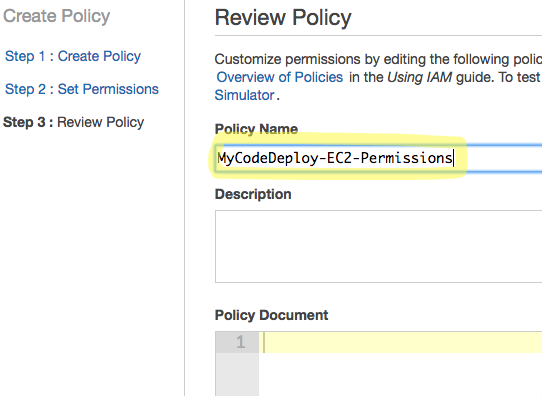 Create Policy
Step 1 : Create Policy
Step 2 : Set Permissions
Step 3 : Review Policy
Review Policy
Customize permissions by editing the following polic
Overview of Policies in the Using IAM guide. To test
Simulator.
Policy Name
MyCodeDeploy-EC2-Permissions
Description
Policy Document
1